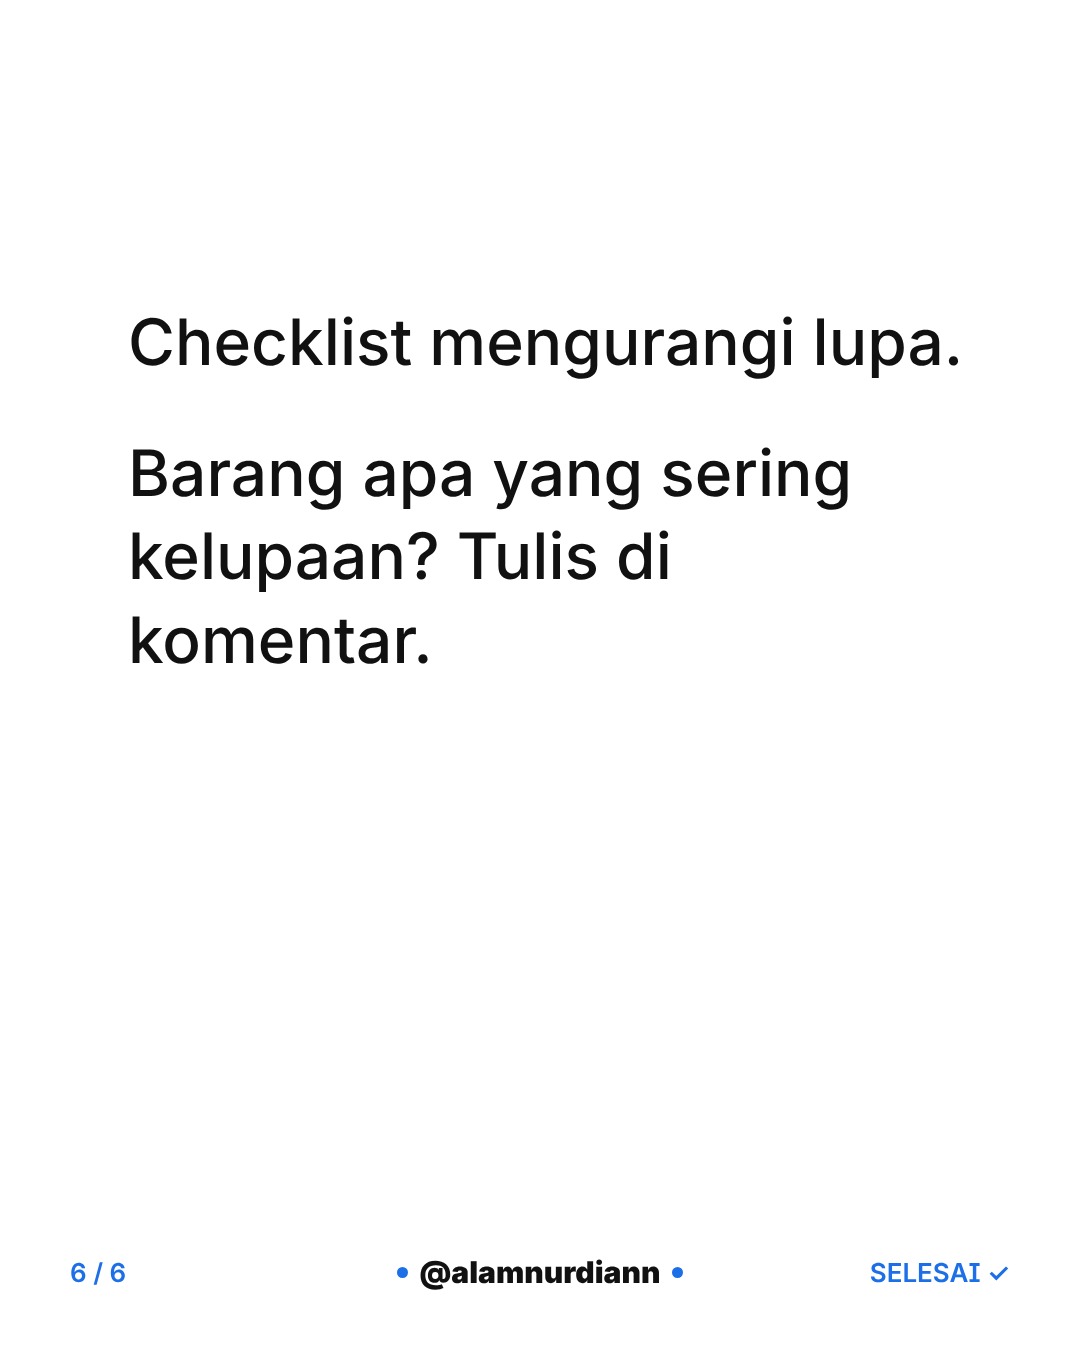 Checklist mengurangi lupa.
Barang apa yang sering
kelupaan? Tulis di
komentar.
6 / 6
• @alamnurdiann •
SELESAI ✓